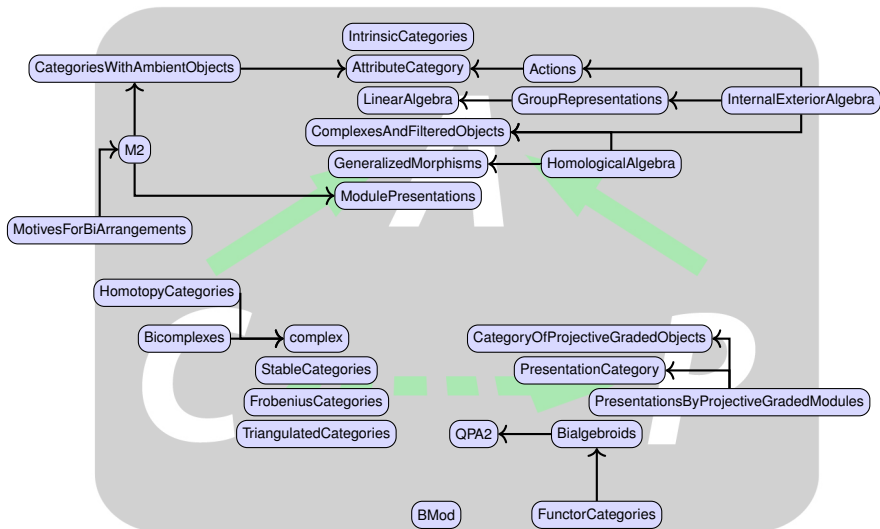 IntrinsicCategories
CategoriesWithAmbientObjects AttributeCategory Actions
LinearAlgebra GroupRepresentations InternalExteriorAlgebra
ComplexesAndFilteredObjects
M2 GeneralizedMorphisms HomologicalAlgebra
ModulePresentations
MotivesForBiArrangements
HomotopyCategories
Bicomplexes complex CategoryOfProjectiveGradedObjects
StableCategories PresentationCategory
FrobeniusCategories PresentationsByProjectiveGradedModules
TriangulatedCategories QPA2 Bialgebroids
BMod FunctorCategories
C A P